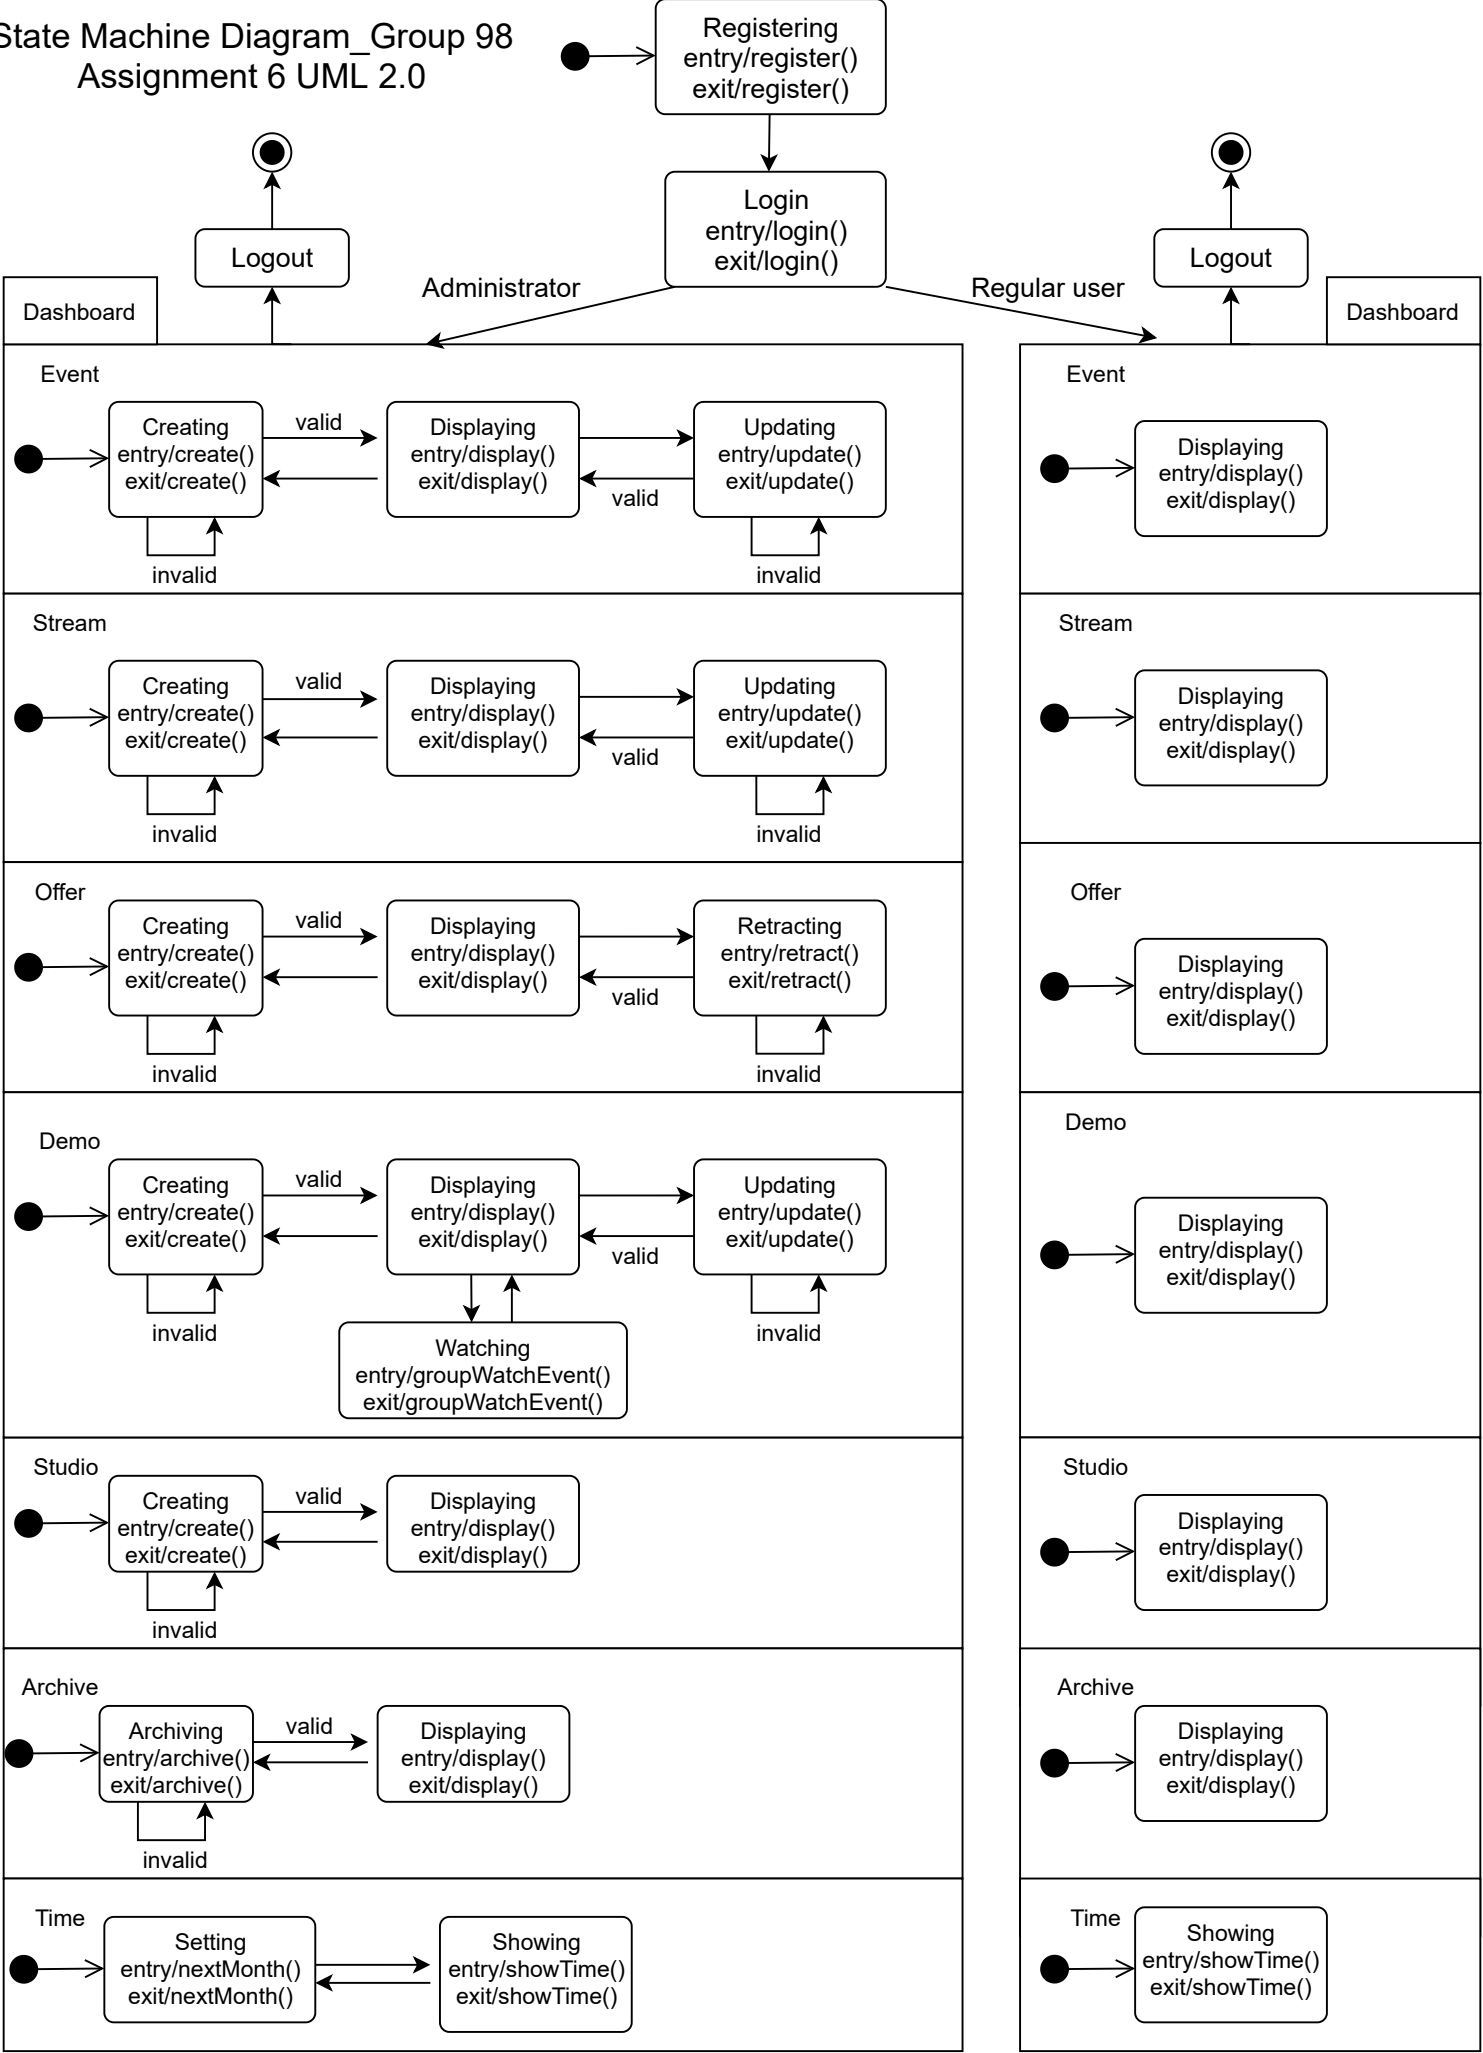 State Machine Diagram_Group 98
Assignment 6 UML 2.0
Registering
entry/register()
exit/register()
Login
entry/login()
exit/login()
Logout
Logout
Administrator
Regular user
Dashboard
Dashboard
Event
Creating
entry/create()
exit/create()
valid
invalid
Displaying
entry/display()
exit/display()
Updating
entry/update()
exit/update()
valid
invalid
Event
Displaying
entry/display()
exit/display()
Stream
Creating
entry/create()
exit/create()
valid
invalid
Displaying
entry/display()
exit/display()
Updating
entry/update()
exit/update()
valid
invalid
Stream
Displaying
entry/display()
exit/display()
Offer
Creating
entry/create()
exit/create()
valid
invalid
Displaying
entry/display()
exit/display()
Retracting
entry/retract()
exit/retract()
valid
invalid
Offer
Displaying
entry/display()
exit/display()
Demo
Creating
entry/create()
exit/create()
valid
invalid
Displaying
entry/display()
exit/display()
Updating
entry/update()
exit/update()
valid
invalid
Watching
entry/groupWatchEvent()
exit/groupWatchEvent()
Demo
Displaying
entry/display()
exit/display()
Studio
Creating
entry/create()
exit/create()
valid
invalid
Displaying
entry/display()
exit/display()
Studio
Displaying
entry/display()
exit/display()
Archive
Archiving
entry/archive()
exit/archive()
valid
invalid
Displaying
entry/display()
exit/display()
Archive
Displaying
entry/display()
exit/display()
Time
Setting
entry/nextMonth()
exit/nextMonth()
Showing
entry/showTime()
exit/showTime()
Time
Showing
entry/showTime()
exit/showTime()